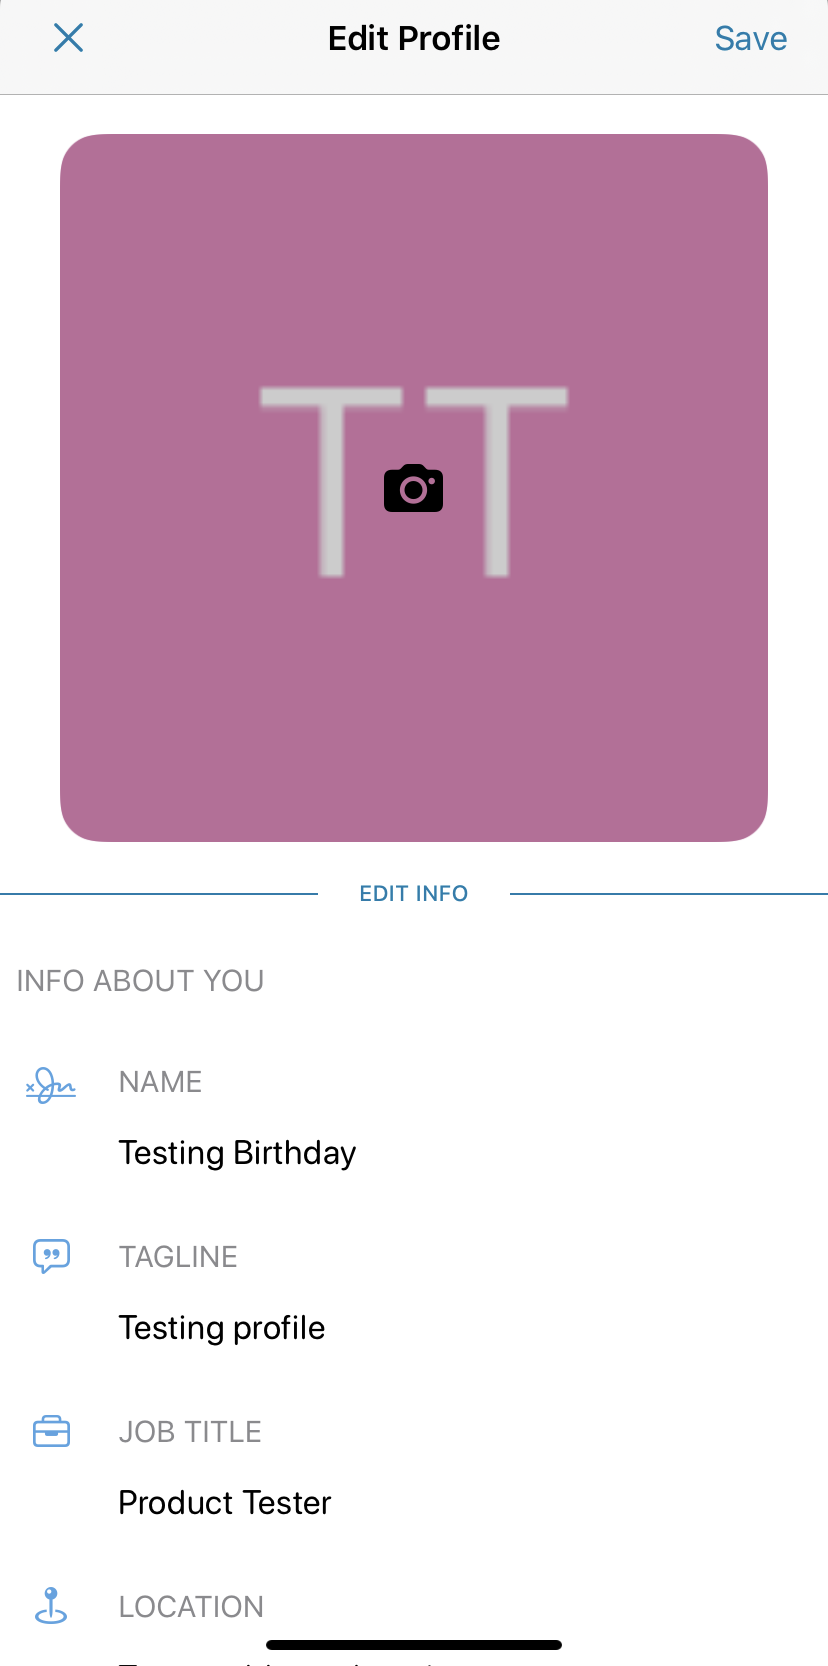 Edit Profile
Save
TT
EDIT INFO
INFO ABOUT YOU
NAME
Testing Birthday
TAGLINE
Testing profile
JOB TITLE
Product Tester
LOCATION